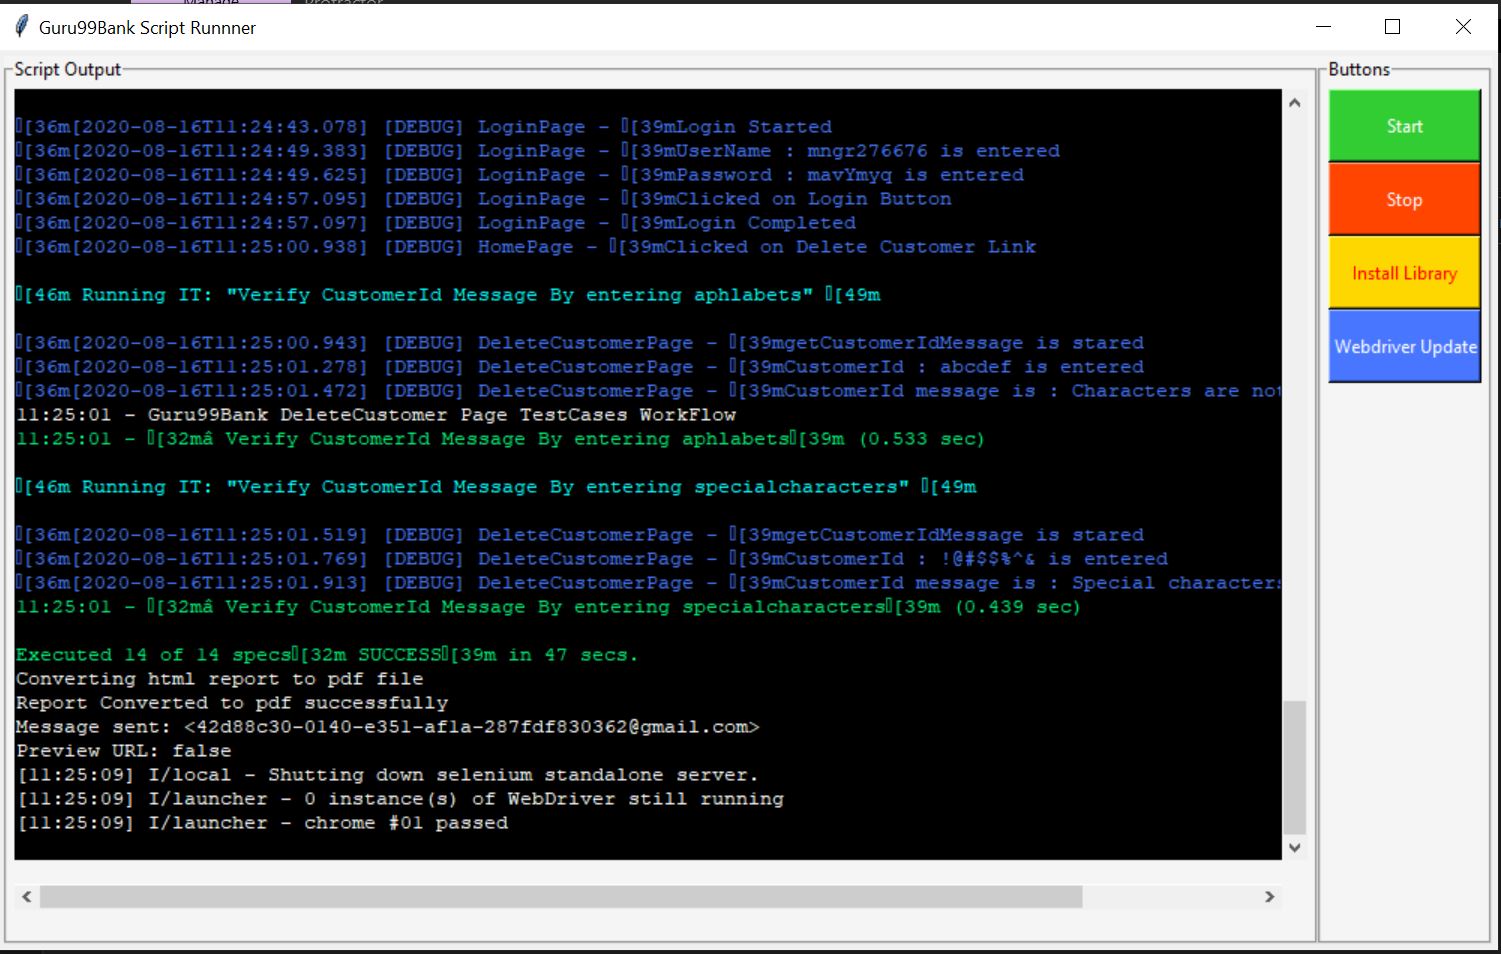 Manage
Protractor
Guru99Bank Script Runnner
Script Output
[36m[2020-08-16T11:24:43.078] [DEBUG] LoginPage - [39mLogin Started
[36m[2020-08-16T11:24:49.383] [DEBUG] LoginPage - [39mUserName : mngr276676 is entered
[36m[2020-08-16T11:24:49.625] [DEBUG] LoginPage - [39mPassword : mavYmyq is entered
[36m[2020-08-16T11:24:57.095] [DEBUG] LoginPage - [39mClicked on Login Button
[36m[2020-08-16T11:24:57.097] [DEBUG] LoginPage - [39mLogin Completed
[36m[2020-08-16T11:25:00.938] [DEBUG] HomePage - [39mClicked on Delete Customer Link
[46m Running IT: "Verify CustomerId Message By entering aphlabets" [49m
[36m[2020-08-16T11:25:00.943] [DEBUG] DeleteCustomerPage - [39mgetCustomerIdMessage is stared
[36m[2020-08-16T11:25:01.278] [DEBUG] DeleteCustomerPage - [39mCustomerId : abcdef is entered
[36m[2020-08-16T11:25:01.472] [DEBUG] DeleteCustomerPage - [39mCustomerId message is : Characters are not
11:25:01 - Guru99Bank DeleteCustomer Page TestCases WorkFlow
11:25:01 - [32mâ Verify CustomerId Message By entering aphlabets[39m (0.533 sec)
[46m Running IT: "Verify CustomerId Message By entering specialcharacters" [49m
[36m[2020-08-16T11:25:01.519] [DEBUG] DeleteCustomerPage - [39mgetCustomerIdMessage is stared
[36m[2020-08-16T11:25:01.769] [DEBUG] DeleteCustomerPage - [39mCustomerId : !@#$$%^& is entered
[36m[2020-08-16T11:25:01.913] [DEBUG] DeleteCustomerPage - [39mCustomerId message is : Special characters
11:25:01 - [32mâ Verify CustomerId Message By entering specialcharacters[39m (0.439 sec)
Executed 14 of 14 specs[32m SUCCESS[39m in 47 secs.
Converting html report to pdf file
Report Converted to pdf successfully
Message sent: <42d88c30-0140-e351-af1a-287fdf830362@gmail.com>
Preview URL: false
[11:25:09] I/local - Shutting down selenium standalone server.
[11:25:09] I/launcher - 0 instance(s) of WebDriver still running
[11:25:09] I/launcher - chrome #01 passed
Buttons
Start
Stop
Install Library
Webdriver Update